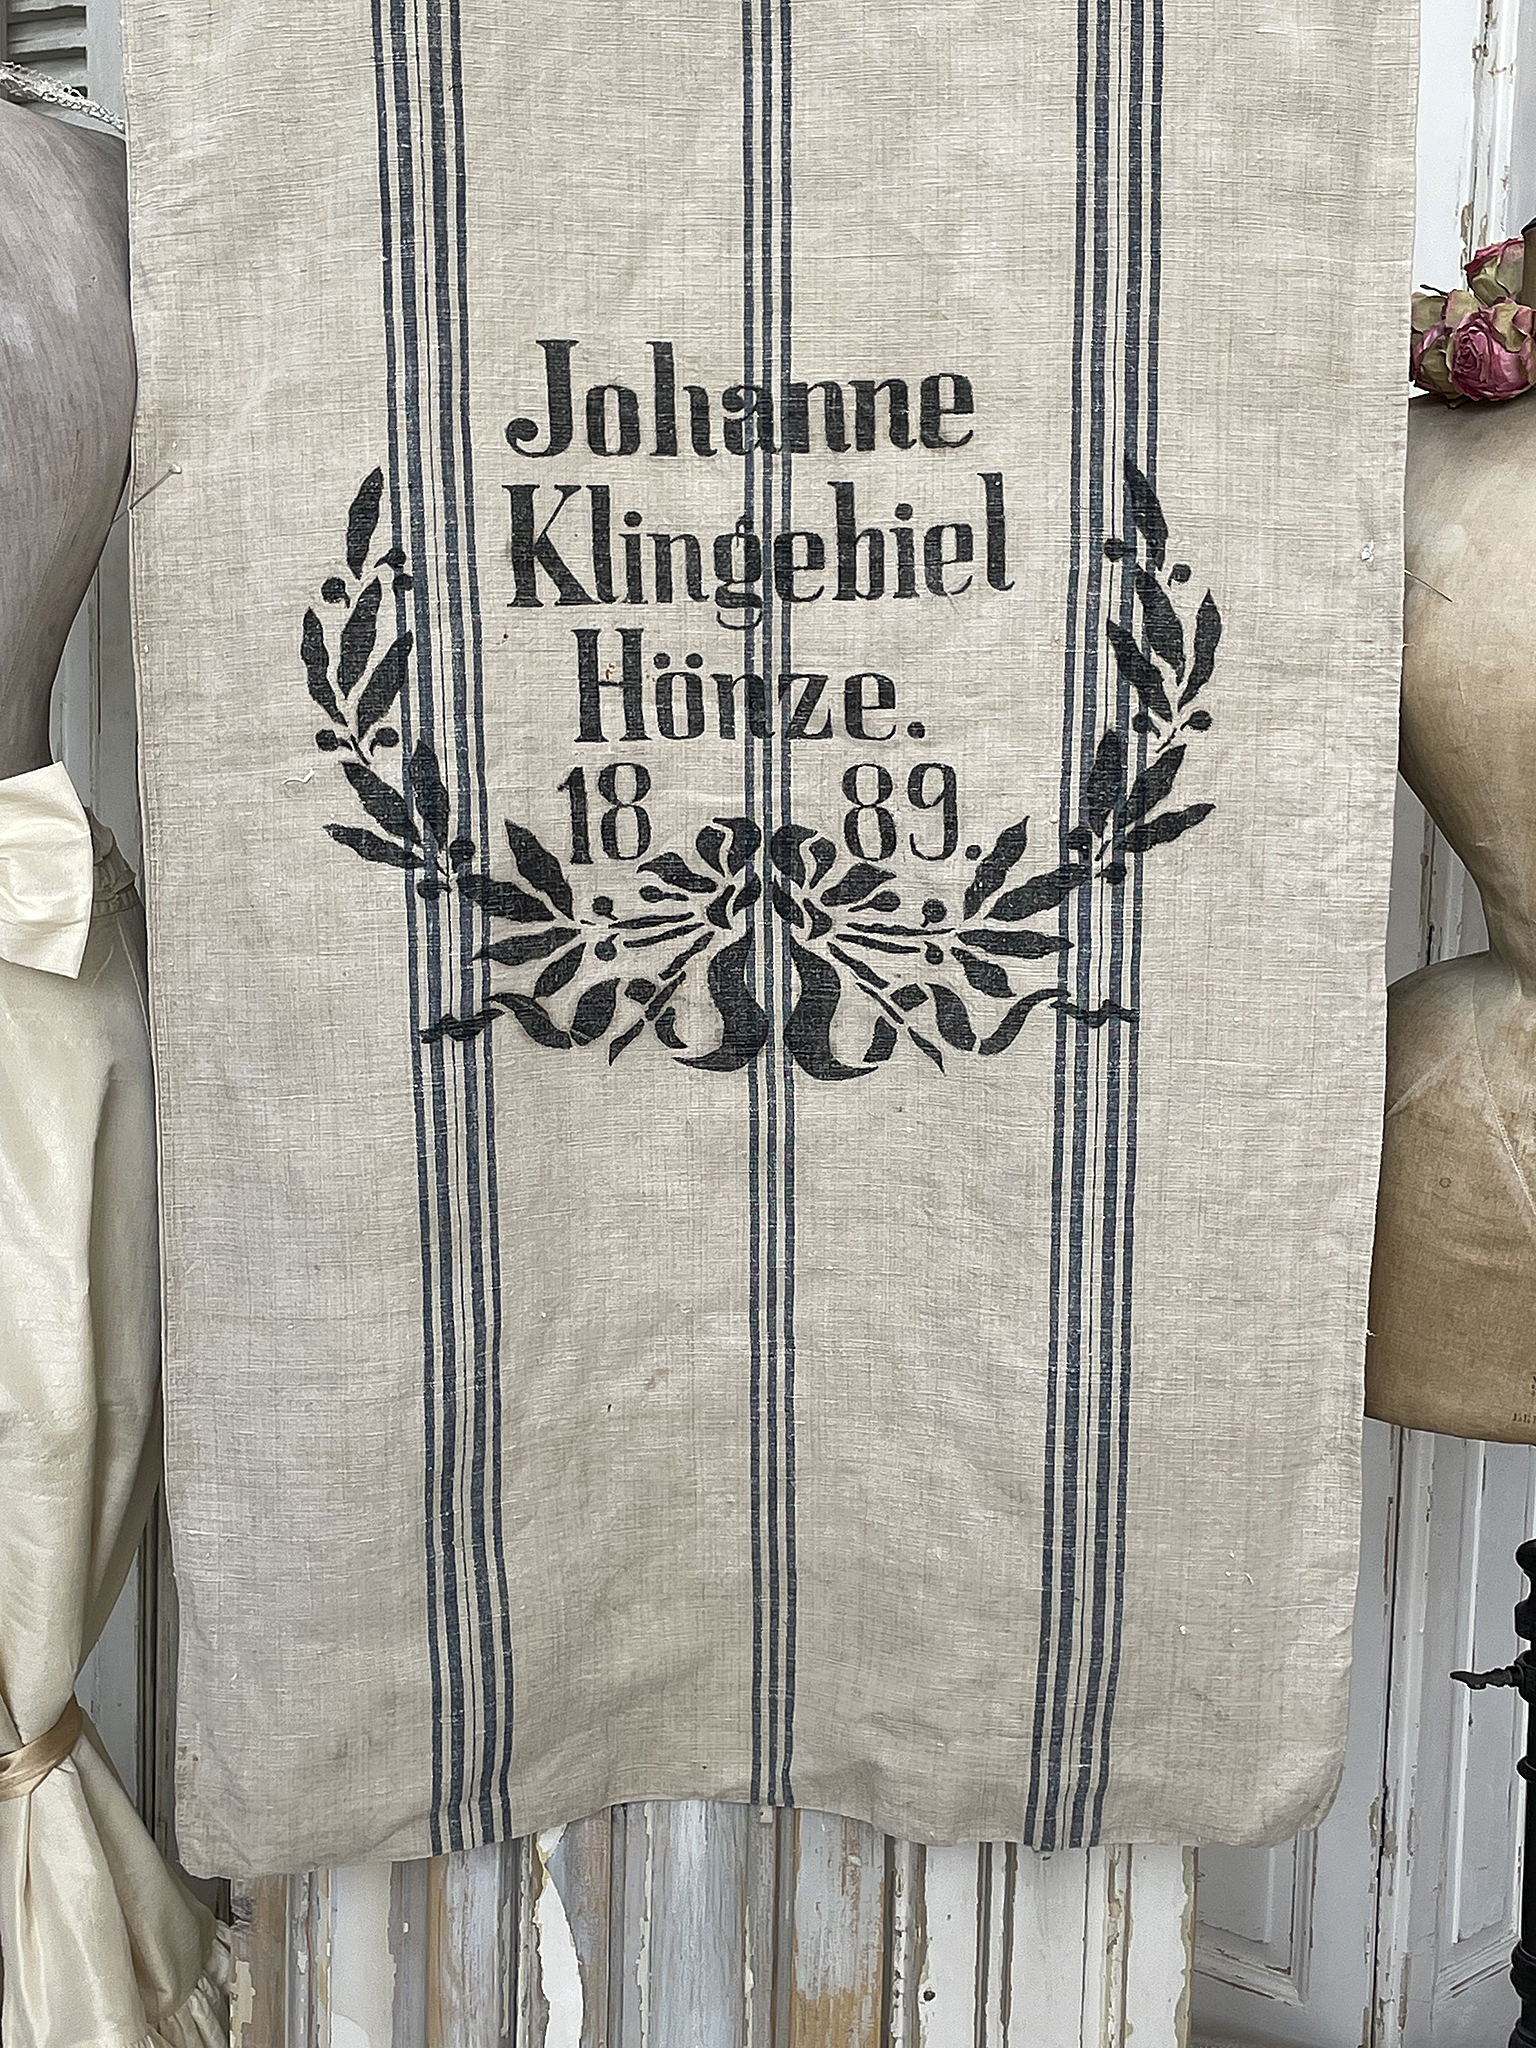 Johanne
Klingebiel
Hönze.
18 89.